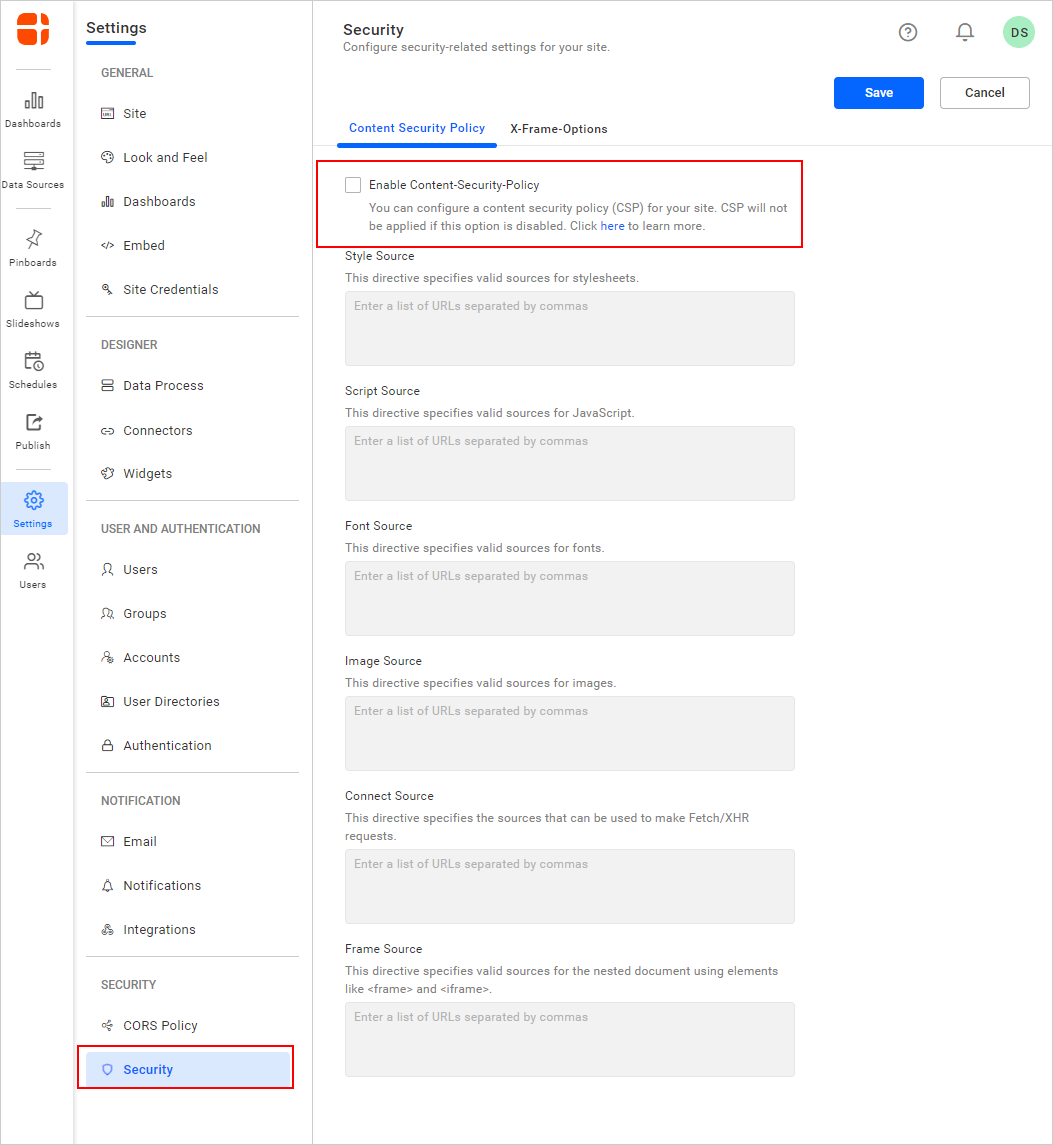 Dashboards
Data Sources
Pinboards
Slideshows
Schedules
Publish
Settings
Users
Settings
GENERAL
Site
Look and Feel
Dashboards
Embed
Site Credentials
DESIGNER
Data Process
Connectors
Widgets
USER AND AUTHENTICATION
Users
Groups
Accounts
User Directories
Authentication
NOTIFICATION
Email
Notifications
Integrations
SECURITY
CORS Policy
Security
Security
Configure security-related settings for your site.
DS
Save
Cancel
Content Security Policy
X-Frame-Options
Enable Content-Security-Policy
You can configure a content security policy (CSP) for your site. CSP will not
be applied if this option is disabled. Click here to learn more.
Style Source
This directive specifies valid sources for stylesheets.
Enter a list of URLs separated by commas
Script Source
This directive specifies valid sources for JavaScript.
Enter a list of URLs separated by commas
Font Source
This directive specifies valid sources for fonts.
Enter a list of URLs separated by commas
Image Source
This directive specifies valid sources for images.
Enter a list of URLs separated by commas
Connect Source
This directive specifies the sources that can be used to make Fetch/XHR
requests.
Enter a list of URLs separated by commas
Frame Source
This directive specifies valid sources for the nested document using elements
like <frame> and <iframe>.
Enter a list of URLs separated by commas